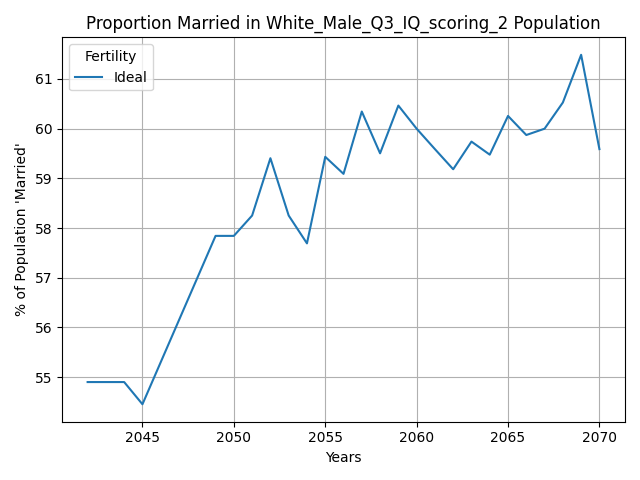 Proportion Married in White_Male_Q3_IQ_scoring_2 Population
Fertility
Ideal
% of Population 'Married'
61
60
59
58
57
56
55
2045
2050
2055
2060
2065
2070
Years